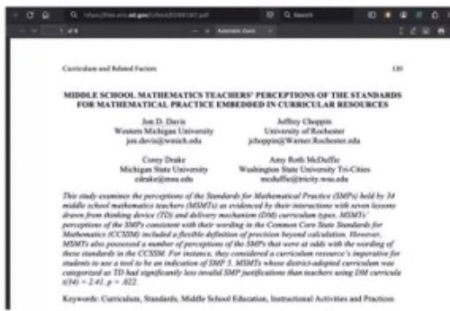 Curriculum and Related Factors 120
MIDDLE SCHOOL MATHEMATICS TEACHERS' PERCEPTIONS OF THE STANDARDS
FOR MATHEMATICAL PRACTICE EMBEDDED IN CURRICULAR RESOURCES
Jon D. Davis Jeffrey Choppin
Western Michigan University University of Rochester
jon.davis@wmich.edu jchoppin@Warner.Rochester.edu
Corey Drake Amy Roth McDuffie
Michigan State University Washington State University Tri-Cities
cdrake@msu.edu mcduffie@tricity.wsu.edu
This study examines the perceptions of the Standards for Mathematical Practice (SMPs) held by 34
middle school mathematics teachers (MSMTs) as evidenced by their interactions with seven lessons
drawn from thinking device (TD) and delivery mechanism (DM) curriculum types. MSMTs'
perceptions of the SMPs consistent with their wording in the Common Core State Standards for
Mathematics (CCSSM) included a flexible definition of precision beyond calculation. However,
MSMTs also possessed a number of perceptions of the SMPs that were at odds with the wording of
these standards in the CCSSM. For instance, they considered a curriculum resource's imperative for
students to use a tool to be an indication of SMP 5. MSMTs whose district-adopted curriculum was
categorized as TD had significantly less invalid SMP justifications than teachers using DM curricula
t(34) = 2.41, p = .022.
Keywords: Curriculum, Standards, Middle School Education, Instructional Activities and Practices